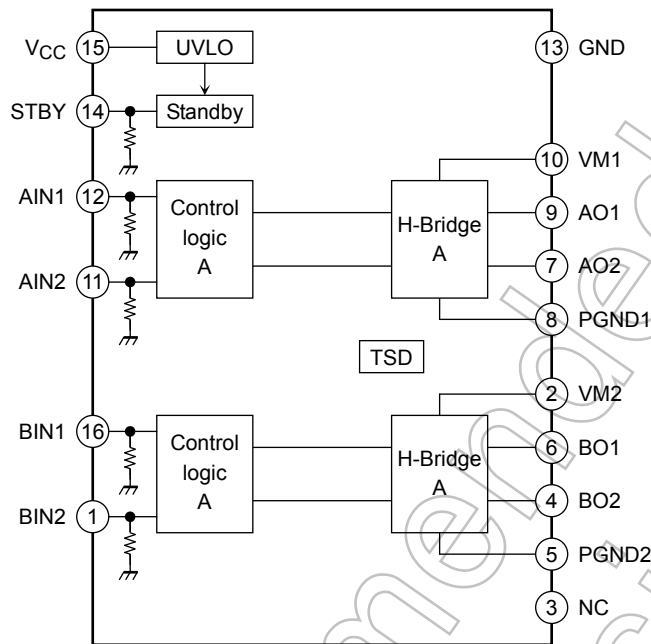 VCC 15 UVLO 13 GND
STBY 14 Standby
10 VM1
AIN1 12 Control logic A H-Bridge A 9 AO1
AIN2 11 7 AO2
8 PGND1
TSD
2 VM2
BIN1 16 Control logic A H-Bridge A 6 BO1
BIN2 1 4 BO2
5 PGND2
3 NC